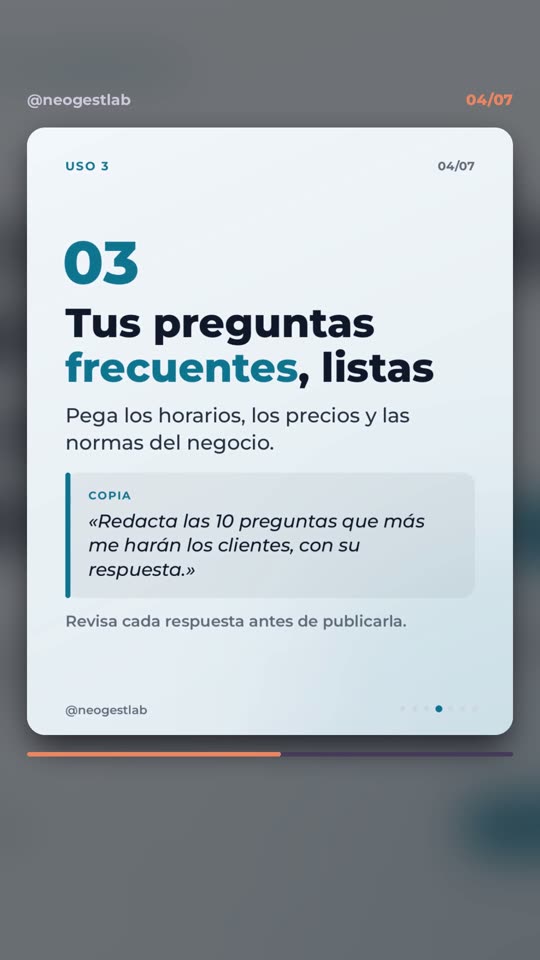 @neogestlab
04/07
USO 3
04/07
03
Tus preguntas
frecuentes, listas
Pega los horarios, los precios y las
normas del negocio.
COPIA
«Redacta las 10 preguntas que más
me harán los clientes, con su
respuesta.»
Revisa cada respuesta antes de publicarla.
@neogestlab